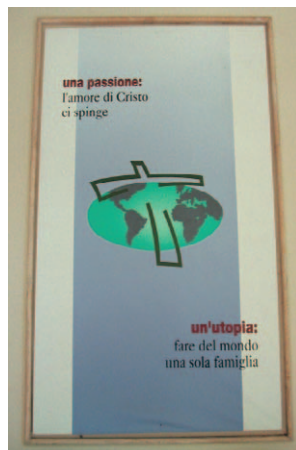 una passione:
l'amore di Cristo
ci spinge
un'utopia:
fare del mondo
una sola famiglia